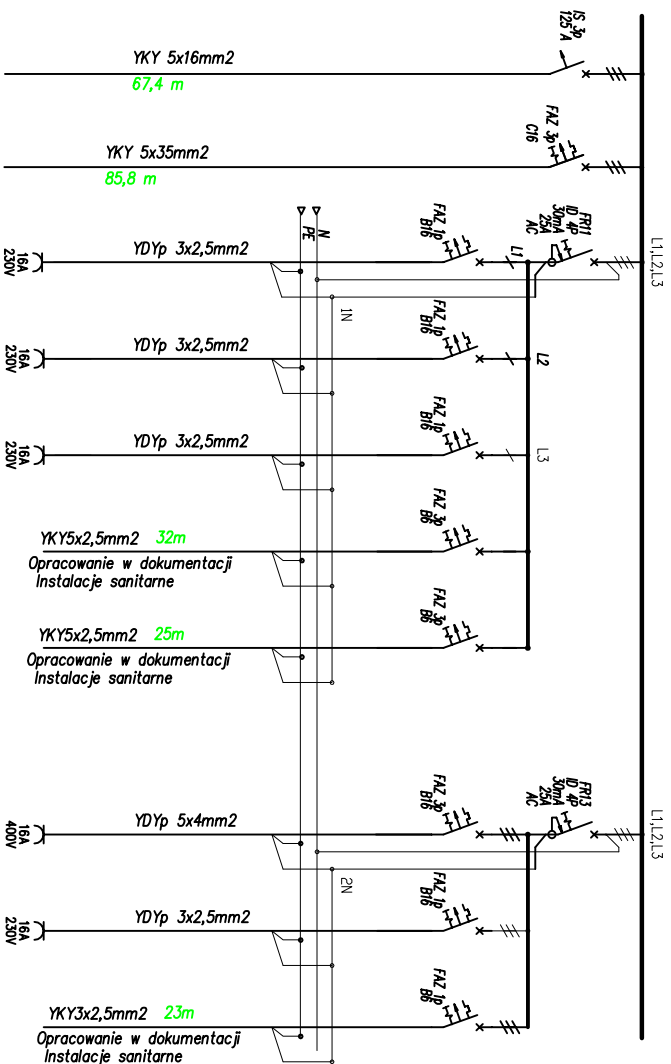 IS 3p
125 A
YKY 5x16mm2
67,4 m
FAZ 3p
C16
YKY 5x35mm2
85,8 m
L1,L2,L3
FR11
ID 4P
30mA
25A
AC
N
PE
L1
FAZ 1p
B16
YDYp 3x2,5mm2
16A
230V
1N
L2
FAZ 1p
B16
YDYp 3x2,5mm2
16A
230V
L3
FAZ 1p
B16
YDYp 3x2,5mm2
16A
230V
FAZ 3p
B6
YKY5x2,5mm2 32m
Opracowanie w dokumentacji
Instalacje sanitarne
FAZ 3p
B6
YKY5x2,5mm2 25m
Opracowanie w dokumentacji
Instalacje sanitarne
L1,L2,L3
FR13
ID 4P
30mA
25A
AC
FAZ 3p
B16
YDYp 5x4mm2
16A
400V
2N
FAZ 1p
B16
YDYp 3x2,5mm2
16A
230V
FAZ 1p
B6
YKY3x2,5mm2 23m
Opracowanie w dokumentacji
Instalacje sanitarne